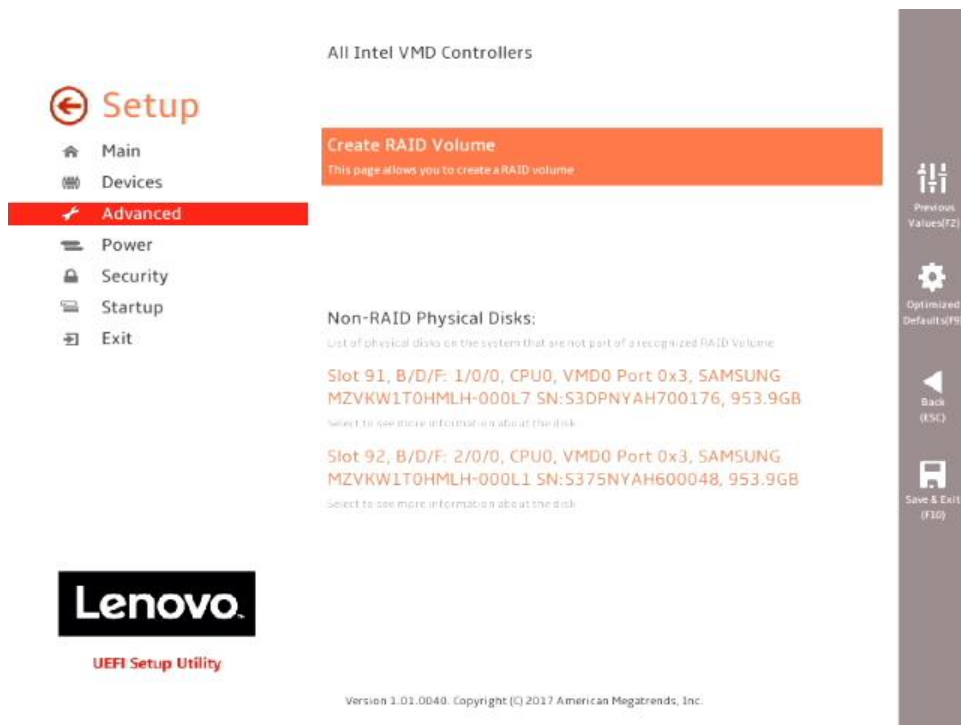 All Intel VMD Controllers
Setup
Main
Devices
Advanced
Power
Security
Startup
Exit
Create RAID Volume
This page allows you to create a RAID volume
Non-RAID Physical Disks:
List of physical disks on the system that are not part of a recognized RAID Volume
Slot 91, B/D/F: 1/0/0, CPU0, VMD0 Port 0x3, SAMSUNG
MZVKW1T0HMLH-000L7 SN:S3DPNYAH700176, 953.9GB
Select to see more information about the disk
Slot 92, B/D/F: 2/0/0, CPU0, VMD0 Port 0x3, SAMSUNG
MZVKW1T0HMLH-000L1 SN:S375NYAH600048, 953.9GB
Select to see more information about the disk
Previous
Values(F2)
Optimized
Defaults(F9
Back
(ESC)
Save & Exit
(F10)
Lenovo
UEFI Setup Utility
Version 1.01.0040. Copyright (C) 2017 American Megatrends, Inc.